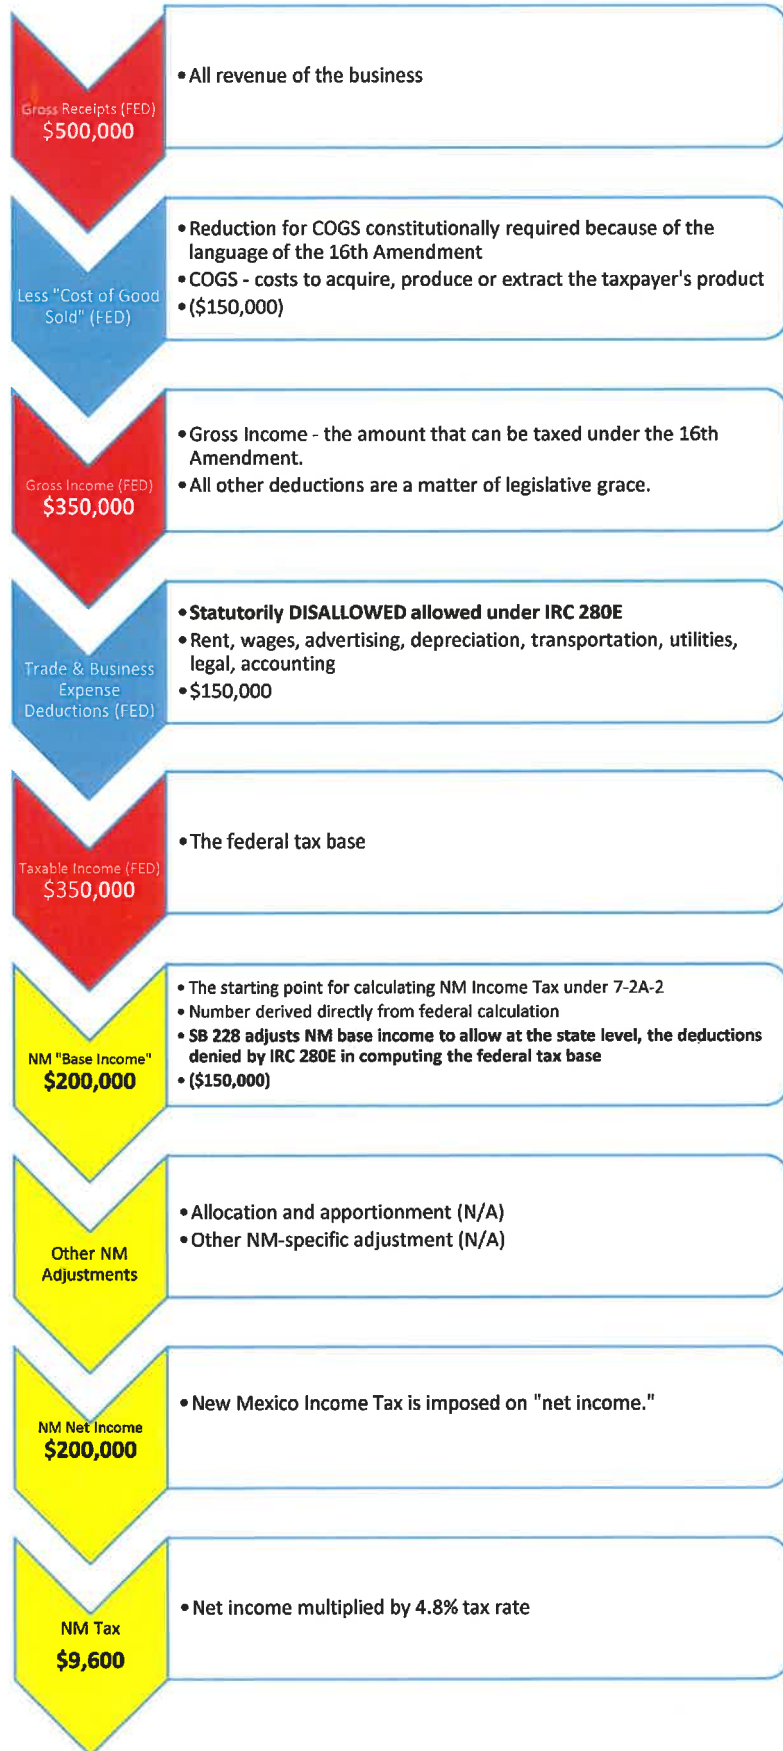 Gross Receipts (FED)
$500,000
• All revenue of the business
Less "Cost of Good
Sold" (FED)
• Reduction for COGS constitutionally required because of the
language of the 16th Amendment
• COGS - costs to acquire, produce or extract the taxpayer's product
• ($150,000)
Gross Income (FED)
$350,000
• Gross Income - the amount that can be taxed under the 16th
Amendment.
• All other deductions are a matter of legislative grace.
Trade & Business
Expense
Deductions (FED)
• Statutorily DISALLOWED allowed under IRC 280E
• Rent, wages, advertising, depreciation, transportation, utilities,
legal, accounting
• $150,000
Taxable Income (FED)
$350,000
• The federal tax base
NM "Base Income"
$200,000
• The starting point for calculating NM Income Tax under 7-2A-2
• Number derived directly from federal calculation
• SB 228 adjusts NM base income to allow at the state level, the deductions
denied by IRC 280E in computing the federal tax base
• ($150,000)
Other NM
Adjustments
• Allocation and apportionment (N/A)
• Other NM-specific adjustment (N/A)
NM Net Income
$200,000
• New Mexico Income Tax is imposed on "net income."
NM Tax
$9,600
• Net income multiplied by 4.8% tax rate